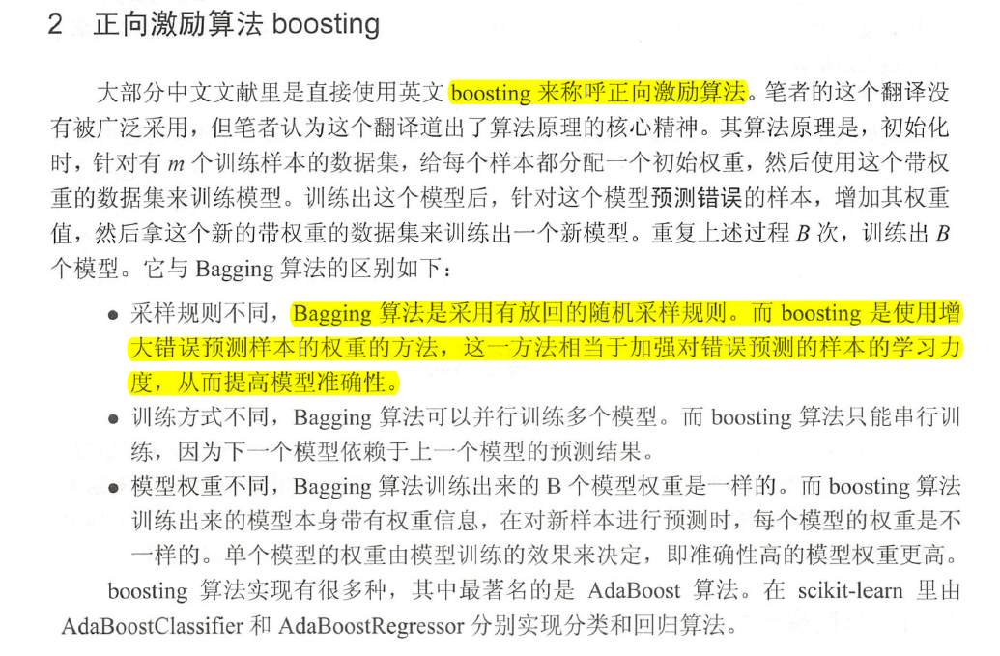 2 正向激励算法 boosting
大部分中文文献里是直接使用英文 boosting 来称呼正向激励算法。笔者的这个翻译没
有被广泛采用，但笔者认为这个翻译道出了算法原理的核心精神。其算法原理是，初始化
时，针对有 m 个训练样本的数据集，给每个样本都分配一个初始权重，然后使用这个带权
重的数据集来训练模型。训练出这个模型后，针对这个模型预测错误的样本，增加其权重
值，然后拿这个新的带权重的数据集来训练出一个新模型。重复上述过程 B 次，训练出 B
个模型。它与 Bagging 算法的区别如下：
● 采样规则不同，Bagging 算法是采用有放回的随机采样规则。而 boosting 是使用增
大错误预测样本的权重的方法，这一方法相当于加强对错误预测的样本的学习力
度，从而提高模型准确性。
● 训练方式不同，Bagging 算法可以并行训练多个模型。而 boosting 算法只能串行训
练，因为下一个模型依赖于上一个模型的预测结果。
● 模型权重不同，Bagging 算法训练出来的 B 个模型权重是一样的。而 boosting 算法
训练出来的模型本身带有权重信息，在对新样本进行预测时，每个模型的权重是不
一样的。单个模型的权重由模型训练的效果来决定，即准确性高的模型权重更高。
boosting 算法实现有很多种，其中最著名的是 AdaBoost 算法。在 scikit-learn 里由
AdaBoostClassifier 和 AdaBoostRegressor 分别实现分类和回归算法。